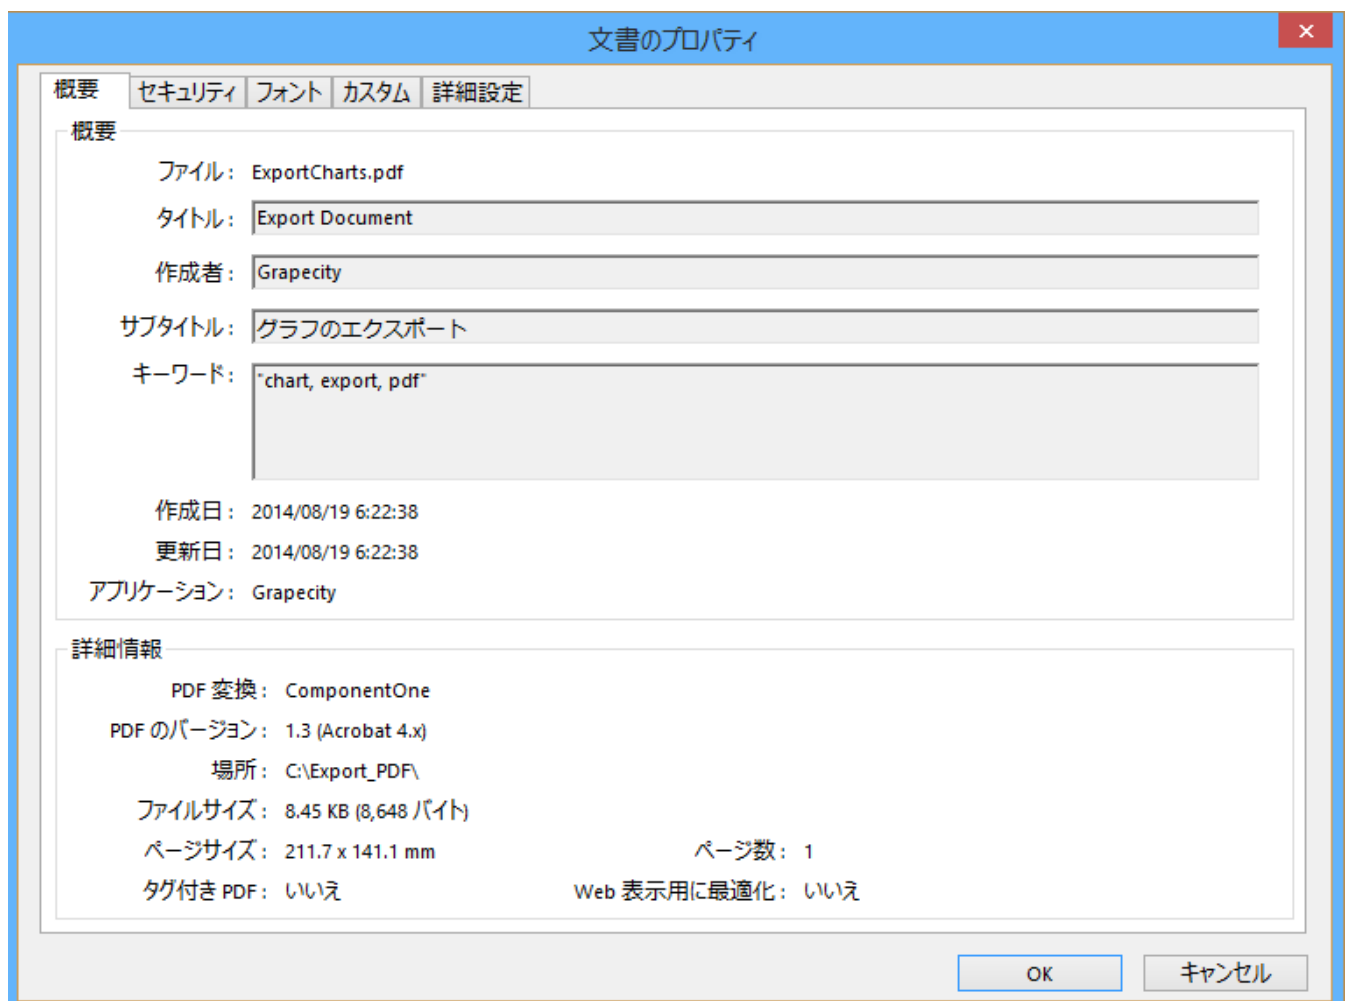 文書のプロパティ
×
概要 セキュリティ フォント カスタム 詳細設定
概要
ファイル： ExportCharts.pdf
タイトル： Export Document
作成者： Grapecity
サブタイトル： グラフのエクスポート
キーワード： "chart, export, pdf"
作成日： 2014/08/19 6:22:38
更新日： 2014/08/19 6:22:38
アプリケーション： Grapecity
詳細情報
PDF 変換： ComponentOne
PDF のバージョン： 1.3 (Acrobat 4.x)
場所： C:\Export_PDF\
ファイルサイズ： 8.45 KB (8,648 バイト)
ページサイズ： 211.7 x 141.1 mm ページ数： 1
タグ付き PDF： いいえ Web 表示用に最適化： いいえ
OK キャンセル